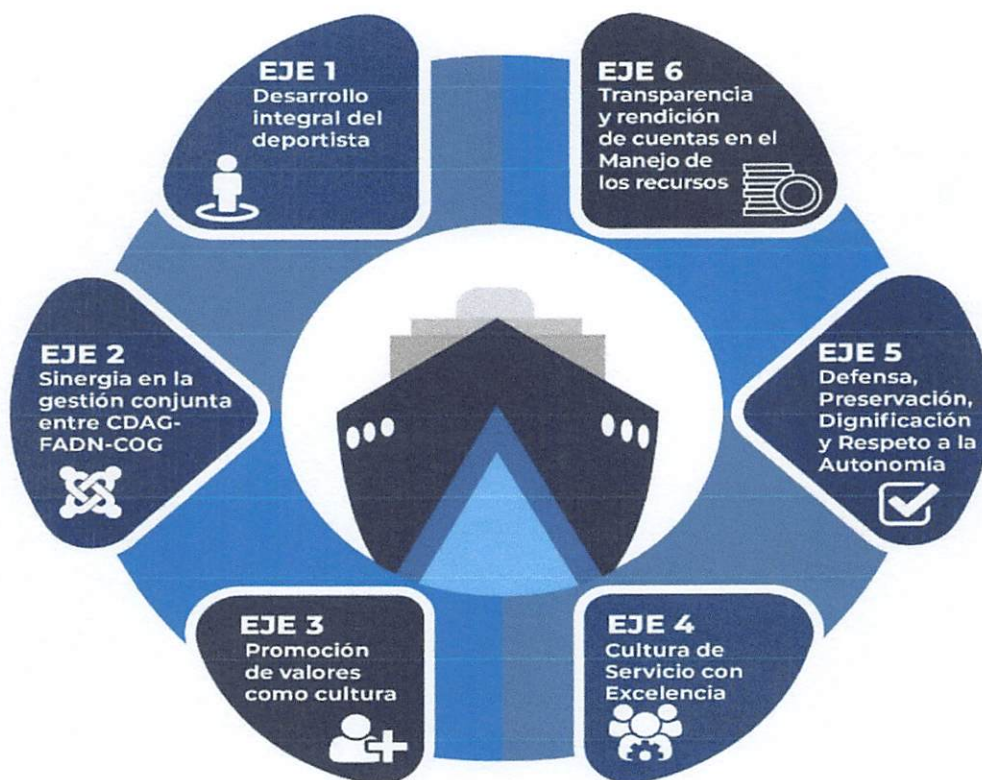 EJE 1
Desarrollo
integral del
deportista
EJE 2
Sinergia en la
gestión conjunta
entre CDAG-
FADN-COG
EJE 3
Promoción
de valores
como cultura
EJE 4
Cultura de
Servicio con
Excelencia
EJE 5
Defensa,
Preservación,
Dignificación
y Respeto a la
Autonomía
EJE 6
Transparencia
y rendición
de cuentas en el
Manejo de
los recursos